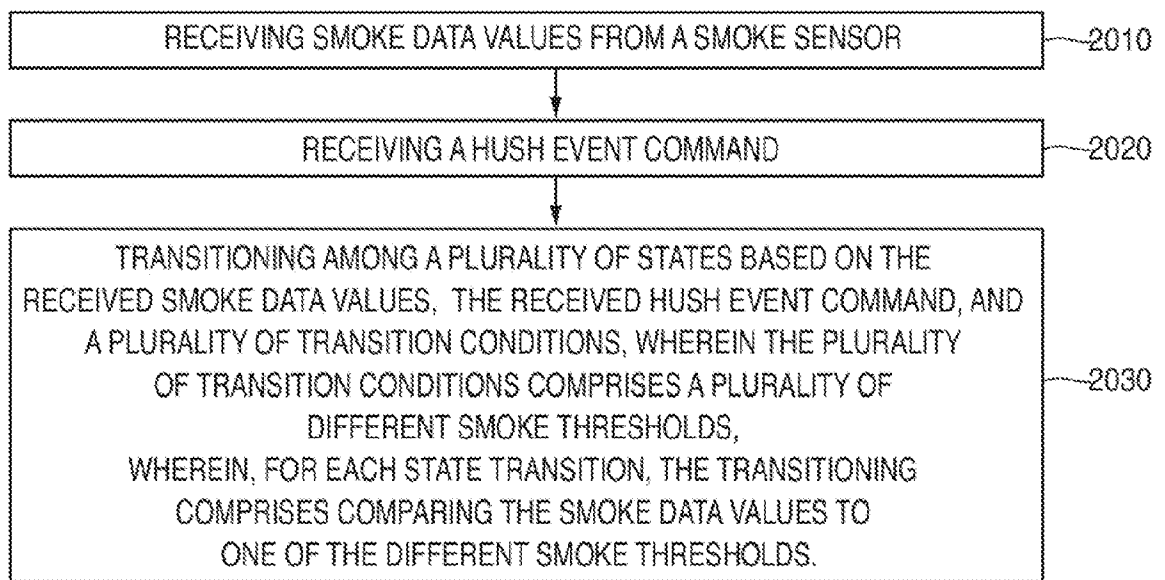 RECEIVING SMOKE DATA VALUES FROM A SMOKE SENSOR
2010
RECEIVING A HUSH EVENT COMMAND
2020
TRANSITIONING AMONG A PLURALITY OF STATES BASED ON THE
RECEIVED SMOKE DATA VALUES, THE RECEIVED HUSH EVENT COMMAND, AND
A PLURALITY OF TRANSITION CONDITIONS, WHEREIN THE PLURALITY
OF TRANSITION CONDITIONS COMPRISES A PLURALITY OF
DIFFERENT SMOKE THRESHOLDS,
WHEREIN, FOR EACH STATE TRANSITION, THE TRANSITIONING
COMPRISES COMPARING THE SMOKE DATA VALUES TO
ONE OF THE DIFFERENT SMOKE THRESHOLDS.
2030